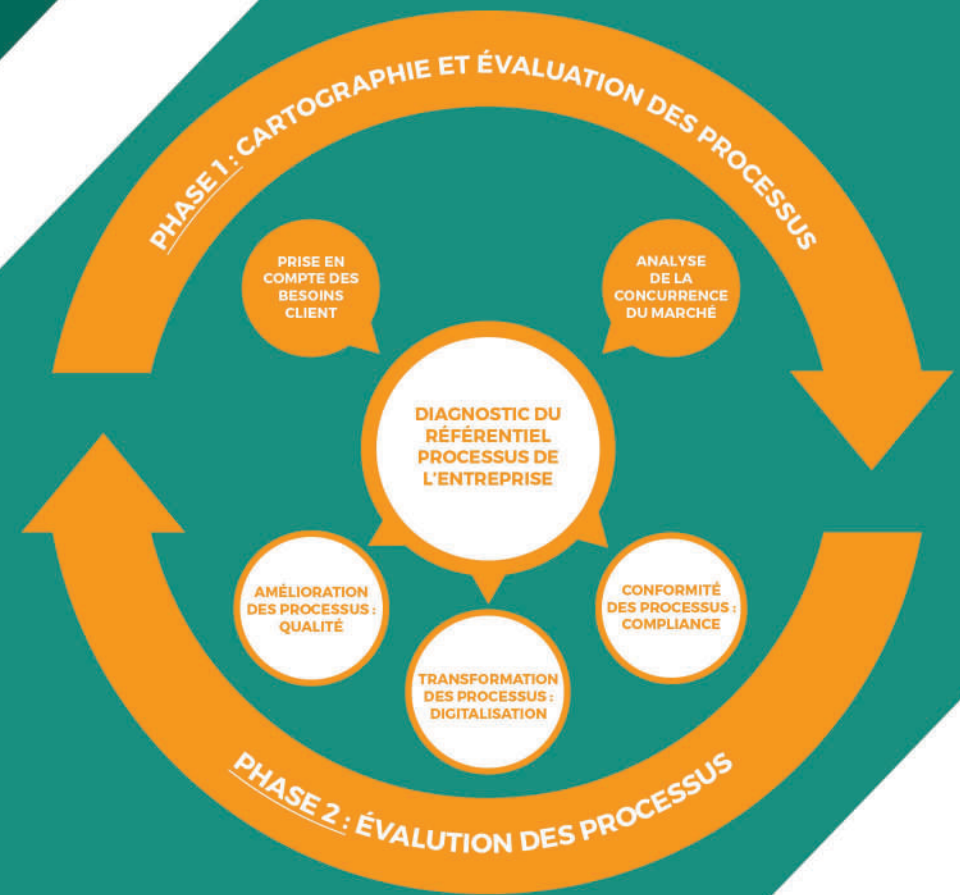 PHASE 1 : CARTOGRAPHIE ET ÉVALUATION DES PROCESSUS
PRISE EN
COMPTE DES
BESOINS
CLIENT
ANALYSE
DE LA
CONCURRENCE
DU MARCHÉ
DIAGNOSTIC DU
RÉFÉRENTIEL
PROCESSUS DE
L'ENTREPRISE
AMÉLIORATION
DES PROCESSUS :
QUALITÉ
TRANSFORMATION
DES PROCESSUS :
DIGITALISATION
CONFORMITÉ
DES PROCESSUS :
COMPLIANCE
PHASE 2 : ÉVALUTION DES PROCESSUS